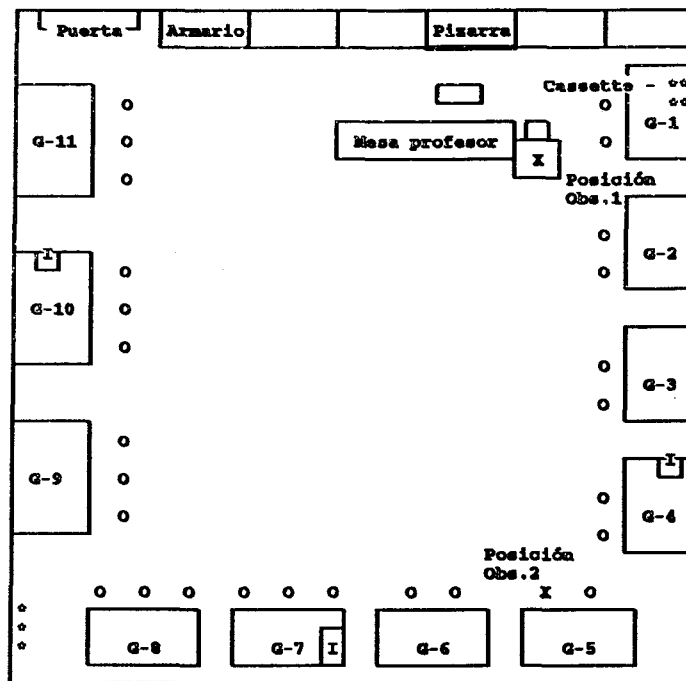 Puerta Armario Pizarra
Cassette - ☆☆
☆☆
G-11 Mesa profesor G-1
X
Posición
Obs.1
O
O
O
O
O
I
G-2
O
O
G-10
O
O
O
G-3
O
O
O
G-9
O
O
I
G-4
O
O
O
Posición
Obs.2
O O O O O O O O X O
☆
☆
☆
G-8 G-7 I G-6 G-5